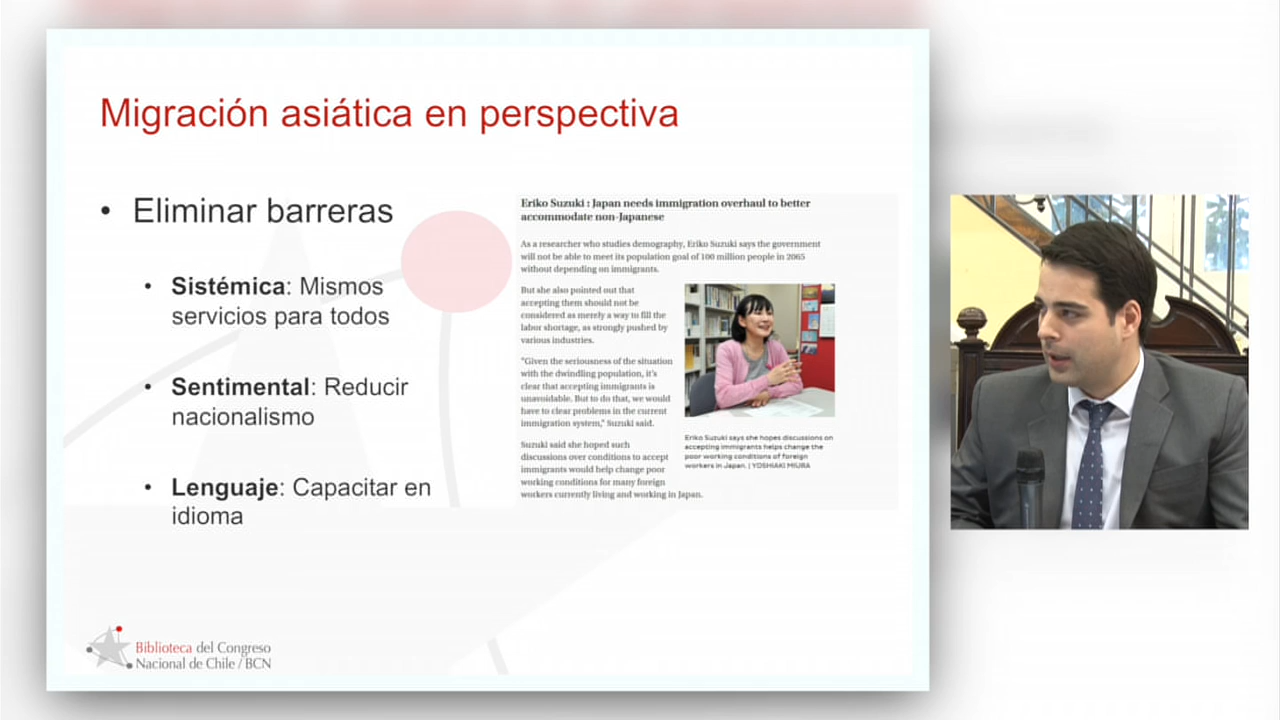 Migración asiática en perspectiva
• Eliminar barreras
• Sistémica: Mismos
servicios para todos
• Sentimental: Reducir
nacionalismo
• Lenguaje: Capacitar en
idioma
Eriko Suzuki : Japan needs immigration overhaul to better
accommodate non-Japanese
As a researcher who studies demography, Eriko Suzuki says the government
will not be able to meet its population goal of 100 million people in 2065
without depending on immigrants.
But she also pointed out that
accepting them should not be
considered as merely a way to fill the
labor shortage, as strongly pushed by
various industries.
"Given the seriousness of the situation
with the dwindling population, it's
clear that accepting immigrants is
unavoidable. But to do that, we would
have to clear problems in the current
immigration system," Suzuki said.
Suzuki said she hoped such
discussions over conditions to accept
immigrants would help change poor
working conditions for many foreign
workers currently living and working in Japan.
Eriko Suzuki says she hopes discussions on
accepting immigrants helps change the
poor working conditions of foreign
workers in Japan. | YOSHIAKI MIURA
Biblioteca del Congreso
Nacional de Chile / BCN